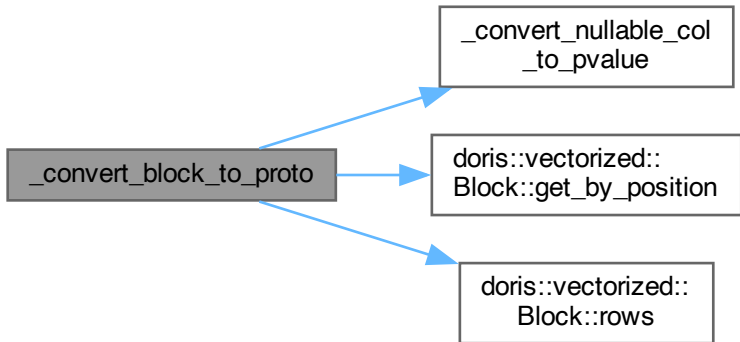 _convert_nullable_col
_to_pvalue
_convert_block_to_proto
doris::vectorized::
Block::get_by_position
doris::vectorized::
Block::rows